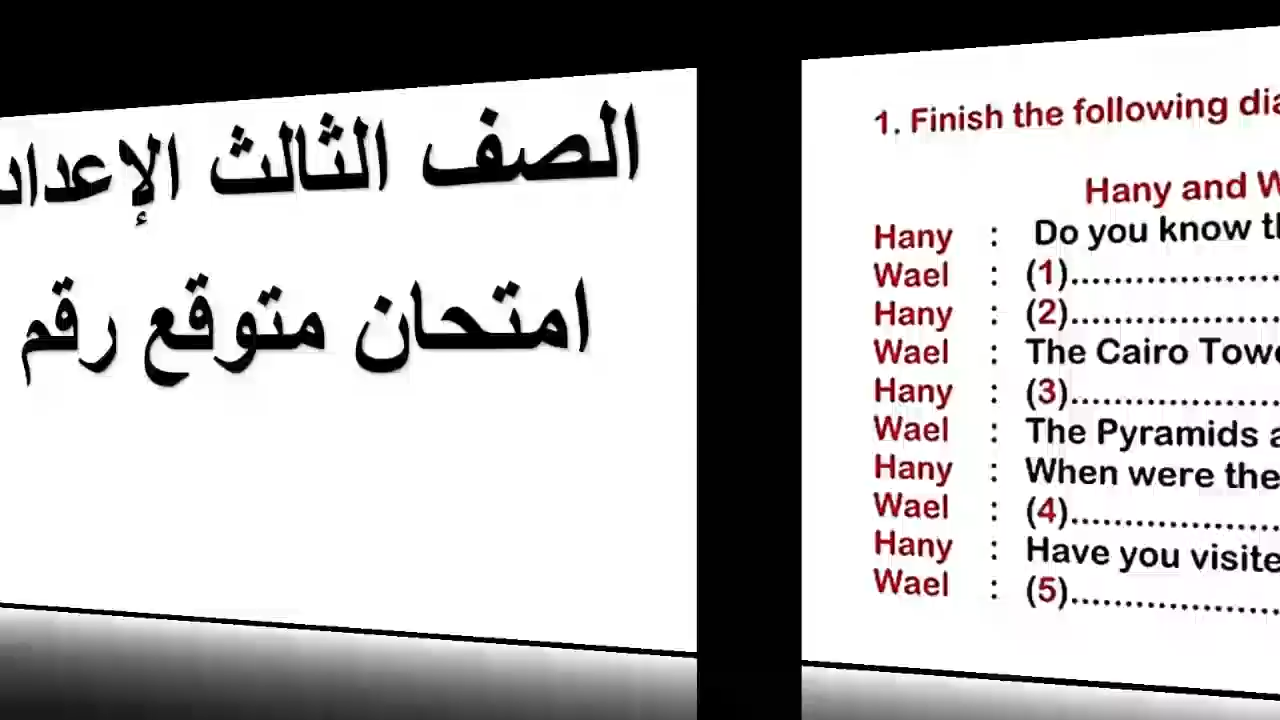 الصف الثالث الإعداد
امتحان متوقع رقم
1. Finish the following dia
Hany and W
Hany : Do you know th
Wael : (1)....................
Hany : (2)....................
Wael : The Cairo Towe
Hany : (3)....................
Wael : The Pyramids a
Hany : When were the
Wael : (4)....................
Hany : Have you visite
Wael : (5)....................